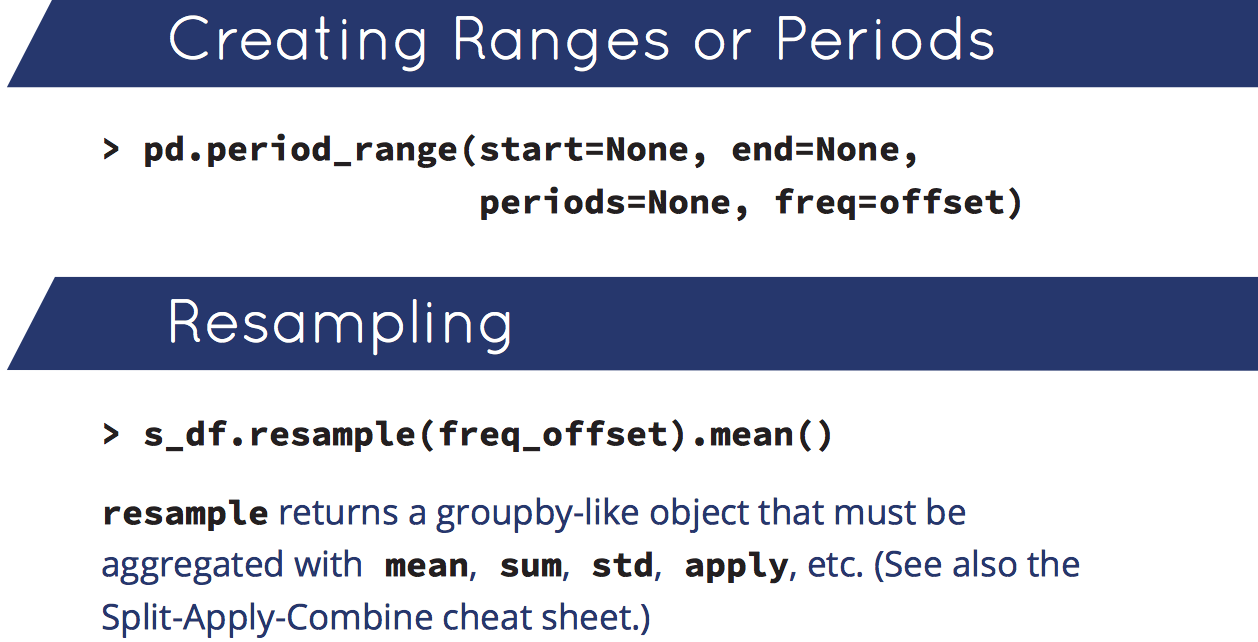 Creating Ranges or Periods
> pd.period_range(start=None, end=None,
periods=None, freq=offset)
Resampling
> s_df.resample(freq_offset).mean()
resample returns a groupby-like object that must be
aggregated with mean, sum, std, apply, etc. (See also the
Split-Apply-Combine cheat sheet.)